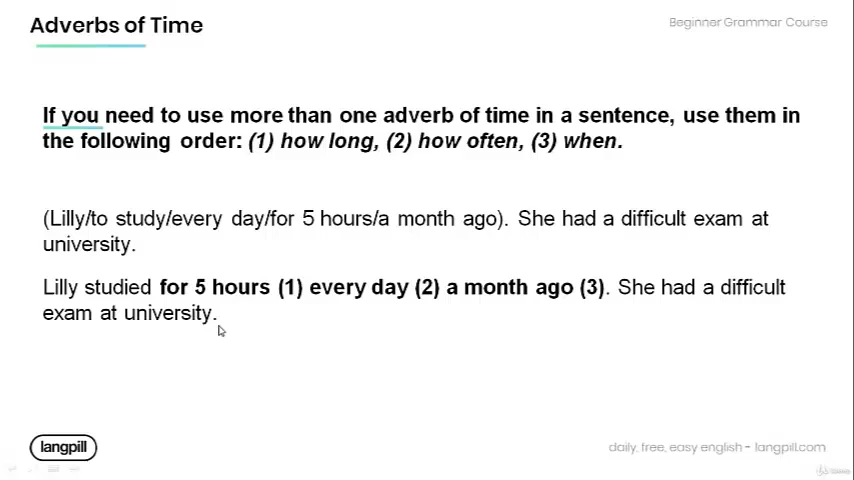 Adverbs of Time
Beginner Grammar Course
If you need to use more than one adverb of time in a sentence, use them in
the following order: (1) how long, (2) how often, (3) when.
(Lilly/to study/every day/for 5 hours/a month ago). She had a difficult exam at
university.
Lilly studied for 5 hours (1) every day (2) a month ago (3). She had a difficult
exam at university.
langpill
daily, free, easy english - langpill.com